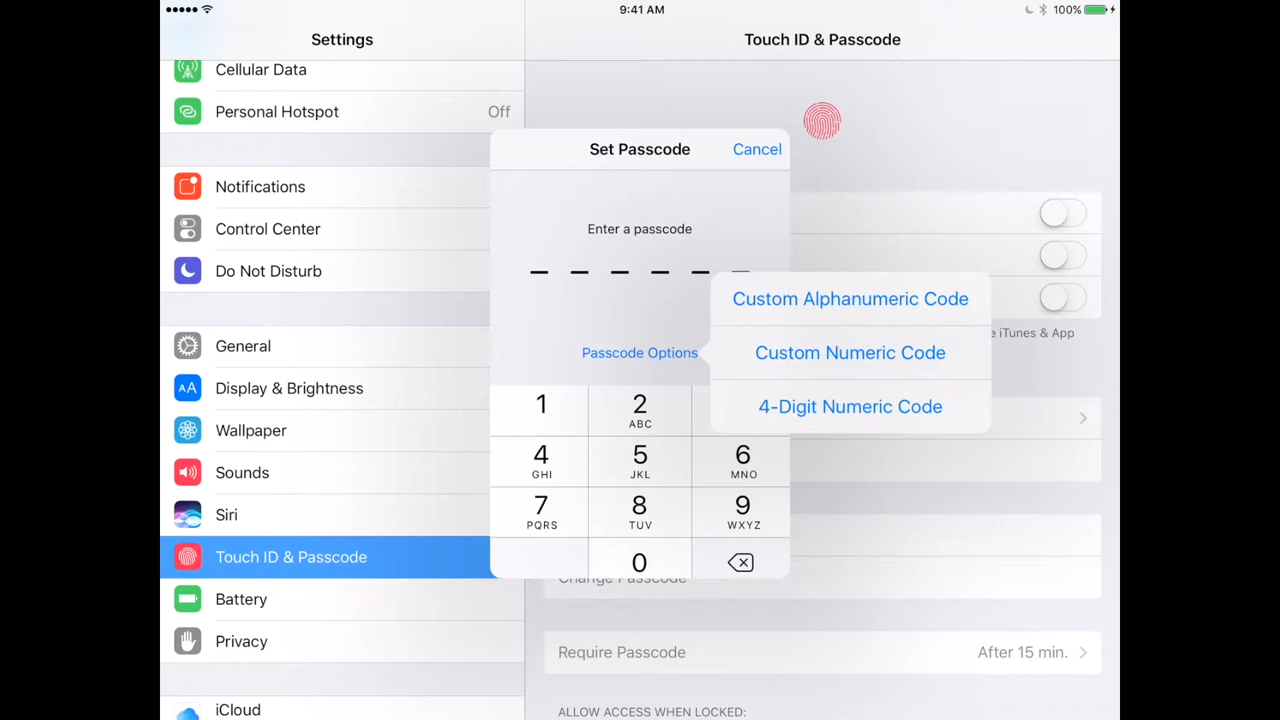 9:41 AM
100%
Settings
Touch ID & Passcode
Cellular Data
Personal Hotspot
Off
Notifications
Control Center
Do Not Disturb
General
AA
Display & Brightness
Wallpaper
Sounds
Siri
Touch ID & Passcode
Battery
Privacy
iCloud
Set Passcode
Cancel
Enter a passcode
Passcode Options
Custom Alphanumeric Code
Custom Numeric Code
4-Digit Numeric Code
1
2
ABC
4
GHI
5
JKL
6
MNO
7
PQRS
8
TUV
9
WXYZ
0
iTunes & App
Change Passcode
Require Passcode
After 15 min.
ALLOW ACCESS WHEN LOCKED: